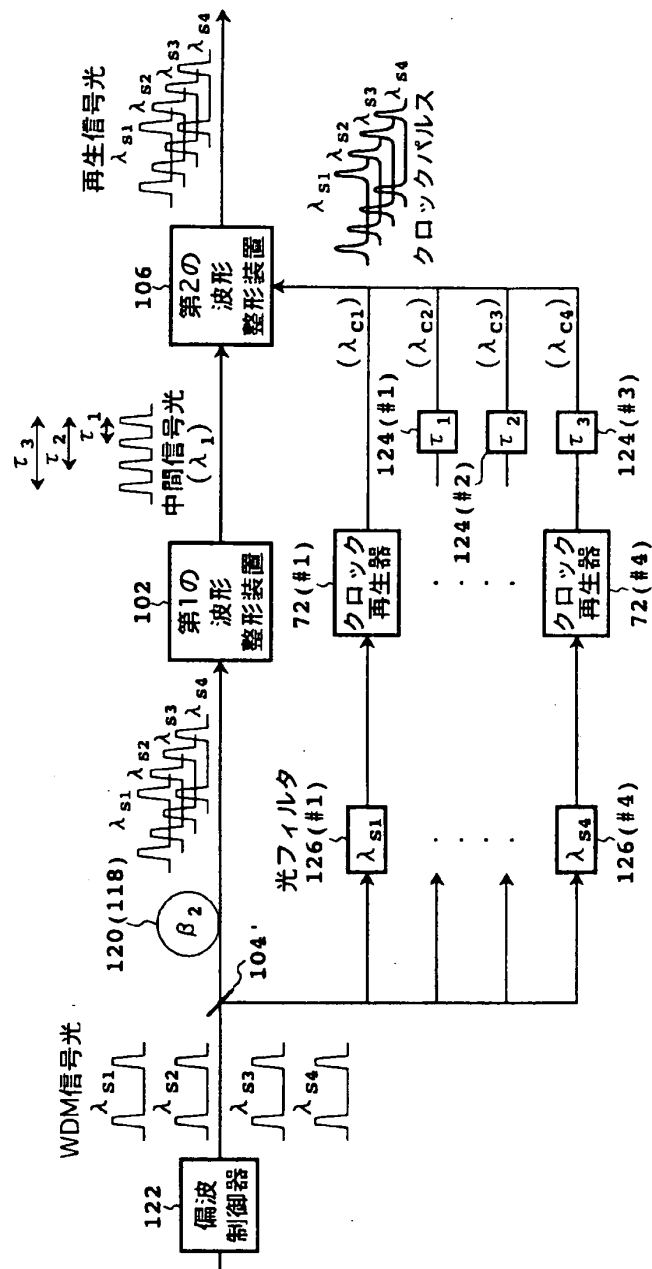 WDM信号光
λS1
λS2
λS3
λS4
122
偏波
制御器
104'
120(118)
β2
λS1
λS2
λS3
λS4
102
第1の
波形
整形装置
τ3
τ2
τ1
中間信号光
(λ1)
106
第2の
波形
整形装置
再生信号光
λS1
λS2
λS3
λS4
光フィルタ
126(#1)
λS1
λS4
126(#4)
72(#1)
クロック
再生器
クロック
再生器
72(#4)
124(#1)
τ1
124(#2)
τ2
τ3
124(#3)
(λC1)
(λC2)
(λC3)
(λC4)
λS1
λS2
λS3
λS4
クロックパルス